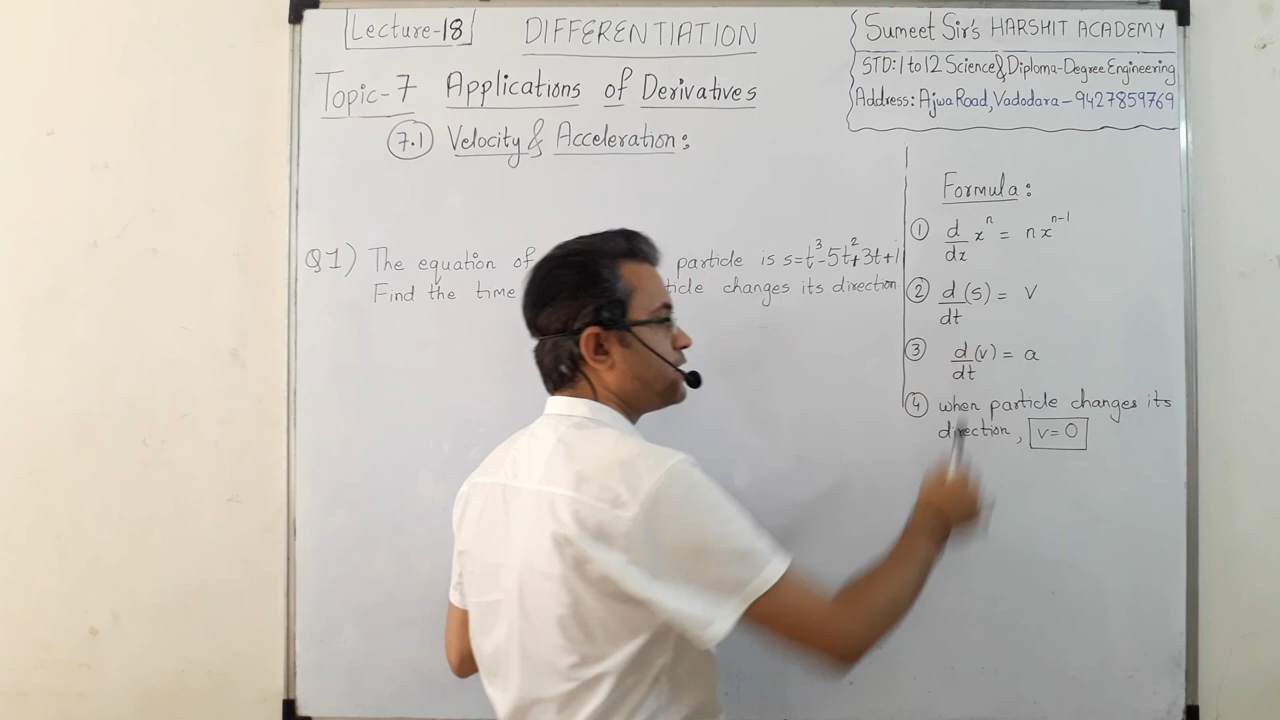 Lecture-18
DIFFERENTIATION
Sumeet Sir's HARSHIT ACADEMY
STD:1 to 12 Science & Diploma-Degree Engineering
Address: Ajwa Road, Vadodara - 9427859769
Topic-7 Applications of Derivatives
7.1 Velocity & Acceleration:
Q1) The equation of particle is s=t³-5t²+3t+1
Find the time changes its direction
Formula:
① d/dx xⁿ = nxⁿ⁻¹
② d/dt (s) = v
③ d/dt (v) = a
④ when particle changes its
direction, v=0